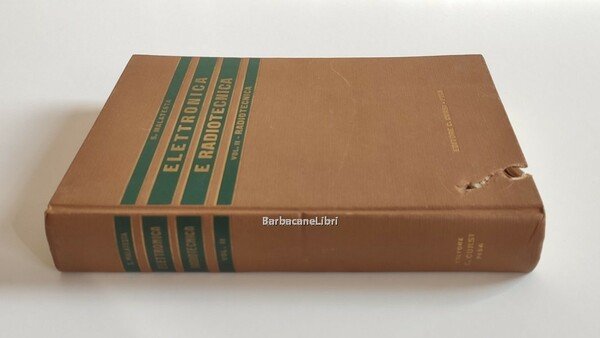 S. MALATESTA
ELETTRONICA
E RADIOTECNICA
VOL. II - RADIOTECNICA
EDITORE C. CURSI - PISA
BarbacaneLibri
S. MALATESTA
ELETTRONICA
RADIOTECNICA
VOL. II
EDITORE
C. CURSI
PISA